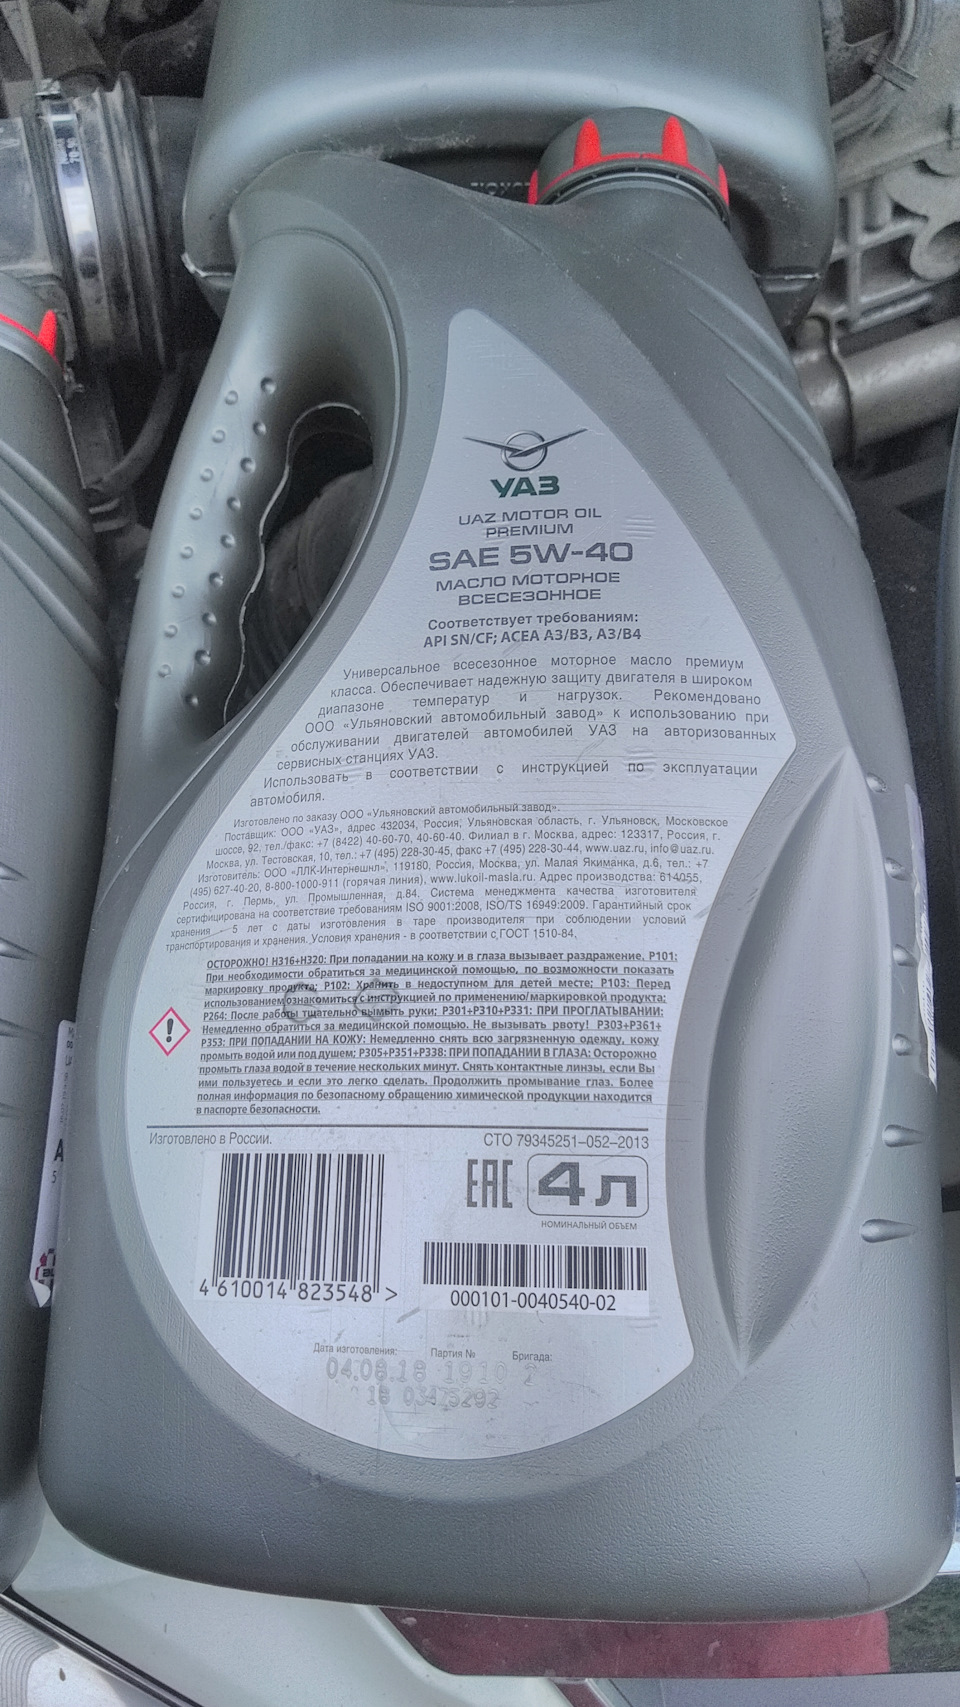 УАЗ
UAZ MOTOR OIL
PREMIUM
SAE 5W-40
МАСЛО МОТОРНОЕ
ВСЕСЕЗОННОЕ
Соответствует требованиям:
API SN/CF; ACEA A3/B3, A3/B4
Универсальное всесезонное моторное масло премиум
класса. Обеспечивает надежную защиту двигателя в широком
диапазоне температур и нагрузок. Рекомендовано
ООО «Ульяновский автомобильный завод» к использованию при
обслуживании двигателей автомобилей УАЗ на авторизованных
сервисных станциях УАЗ.
Использовать в соответствии с инструкцией по эксплуатации
автомобиля.
Изготовлено по заказу ООО «Ульяновский автомобильный завод».
Поставщик: ООО «УАЗ», адрес 432034, Россия, Ульяновская область, г. Ульяновск, Московское
шоссе, 92, тел./факс: +7 (8422) 40-60-70, 40-60-40. Филиал в г. Москва, адрес: 123317, Россия, г.
Москва, ул. Тестовская, 10, тел.: +7 (495) 228-30-45, факс +7 (495) 228-30-44, www.uaz.ru, info@uaz.ru.
Изготовитель: ООО «ЛЛК-Интернешнл», 119180, Россия, Москва, ул. Малая Якиманка, д.6, тел.: +7
(495) 627-40-20, 8-800-1000-911 (горячая линия), www.lukoil-masla.ru. Адрес производства: 614055,
Россия, г. Пермь, ул. Промышленная, д.84. Система менеджмента качества изготовителя
сертифицирована на соответствие требованиям ISO 9001:2008, ISO/TS 16949:2009. Гарантийный срок
хранения - 5 лет с даты изготовления в таре производителя при соблюдении условий
транспортирования и хранения. Условия хранения - в соответствии с ГОСТ 1510-84.
ОСТОРОЖНО! H316+H320: При попадании на кожу и в глаза вызывает раздражение. P101:
При необходимости обратиться за медицинской помощью, по возможности показать
маркировку продукта; P102: Хранить в недоступном для детей месте; P103: Перед
использованием ознакомиться с инструкцией по применению/маркировкой продукта;
P264: После работы тщательно вымыть руки; P301+P310+P331: ПРИ ПРОГЛАТЫВАНИИ:
Немедленно обратиться за медицинской помощью. Не вызывать рвоту! P303+P361+
P353: ПРИ ПОПАДАНИИ НА КОЖУ: Немедленно снять всю загрязненную одежду, кожу
промыть водой или под душем; P305+P351+P338: ПРИ ПОПАДАНИИ В ГЛАЗА: Осторожно
промыть глаза водой в течение нескольких минут. Снять контактные линзы, если Вы
ими пользуетесь и если это легко сделать. Продолжить промывание глаз. Более
полная информация по безопасному обращению химической продукции находится
в паспорте безопасности.
Изготовлено в России.
СТО 79345251–052–2013
EAC
4 л
НОМИНАЛЬНЫЙ ОБЪЕМ
4 610014 823548 >
000101-0040540-02
Дата изготовления: Партия № Бригада:
04.08.18 1910 2
18 03475292